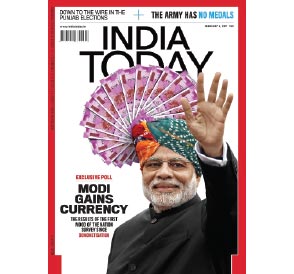 DOWN TO THE WIRE IN THE
PUNJAB ELECTIONS
+ THE ARMY HAS NO MEDALS
INDIA
TODAY
EXCLUSIVE POLL
MODI
GAINS
CURRENCY
THE RESULTS OF THE FIRST
MOOD OF THE NATION
SURVEY SINCE
DEMONETISATION